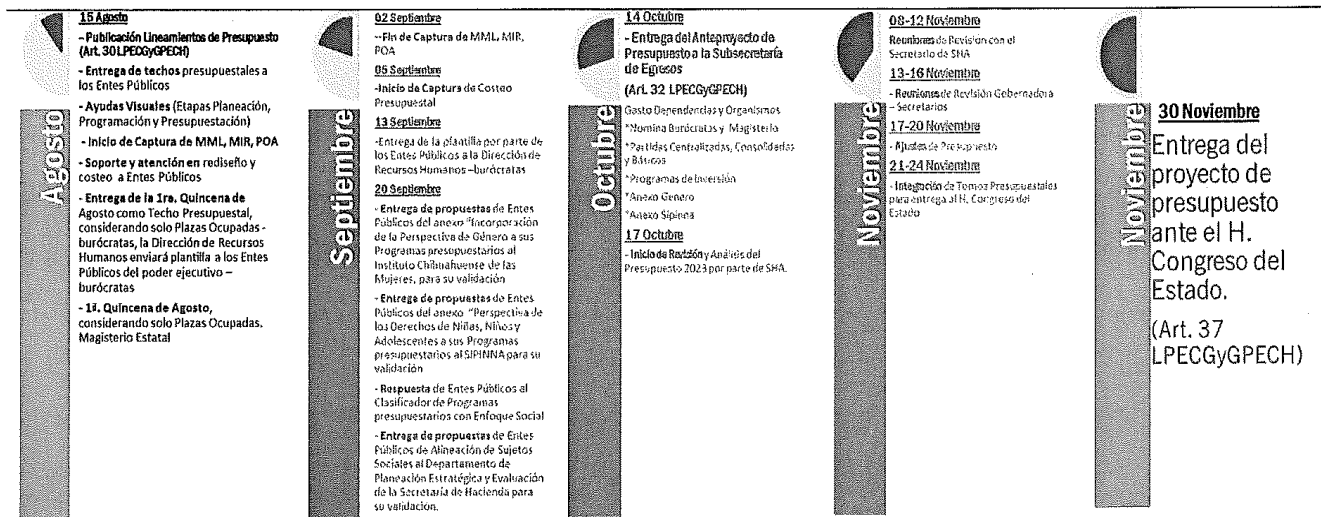 Agosto
15 Agosto
- Publicación Lineamientos de Presupuesto
(Art. 30 LPECGyGPECH)
- Entrega de techos presupuestales a
los Entes Públicos
- Ayudas Visuales (Etapas Planeación,
Programación y Presupuestación)
- Inicio de Captura de MML, MIR, POA
- Soporte y atención en rediseño y
costeo a Entes Públicos
- Entrega de la 1ra. Quincena de
Agosto como Techo Presupuestal,
considerando solo Plazas Ocupadas -
burócratas, la Dirección de Recursos
Humanos enviará plantilla a los Entes
Públicos del poder ejecutivo –
burócratas
- 1ª. Quincena de Agosto,
considerando solo Plazas Ocupadas.
Magisterio Estatal
Septiembre
02 Septiembre
--Fin de Captura de MML, MIR,
POA
05 Septiembre
-Inicio de Captura de Costeo
Presupuestal
13 Septiembre
-Entrega de la plantilla por parte de
los Entes Públicos a la Dirección de
Recursos Humanos –burócratas
20 Septiembre
- Entrega de propuestas de Entes
Públicos del anexo "Incorporación
de la Perspectiva de Género a sus
Programas presupuestarios al
Instituto Chihuahuense de las
Mujeres, para su validación
- Entrega de propuestas de Entes
Públicos del anexo "Perspectiva de
los Derechos de Niñas, Niños y
Adolescentes a sus Programas
presupuestarios al SIPINNA para su
validación
- Respuesta de Entes Públicos al
Clasificador de Programas
presupuestarios con Enfoque Social
- Entrega de propuestas de Entes
Públicos de Alineación de Sujetos
Sociales al Departamento de
Planeación Estratégica y Evaluación
de la Secretaría de Hacienda para
su validación.
Octubre
14 Octubre
- Entrega del Anteproyecto de
Presupuesto a la Subsecretaría
de Egresos
(Art. 32 LPECGyGPECH)
Gasto Dependencias y Organismos
*Nomina Burócratas y Magisterio
*Partidas Centralizadas, Consolidadas
y Básicos
*Programas de Inversión
*Anexo Genero
*Anexo Sipinna
17 Octubre
- Inicio de Revisión y Análisis del
Presupuesto 2023 por parte de SHA.
Noviembre
08-12 Noviembre
Reuniones de Revisión con el
Secretario de SHA
13-16 Noviembre
- Reuniones de Revisión Gobernadora
– Secretarios
17-20 Noviembre
- Ajustes de Presupuesto
21-24 Noviembre
- Integración de Tomos Presupuestales
para entrega al H. Congreso del
Estado
Noviembre
30 Noviembre
Entrega del
proyecto de
presupuesto
ante el H.
Congreso del
Estado.
(Art. 37
LPECGyGPECH)